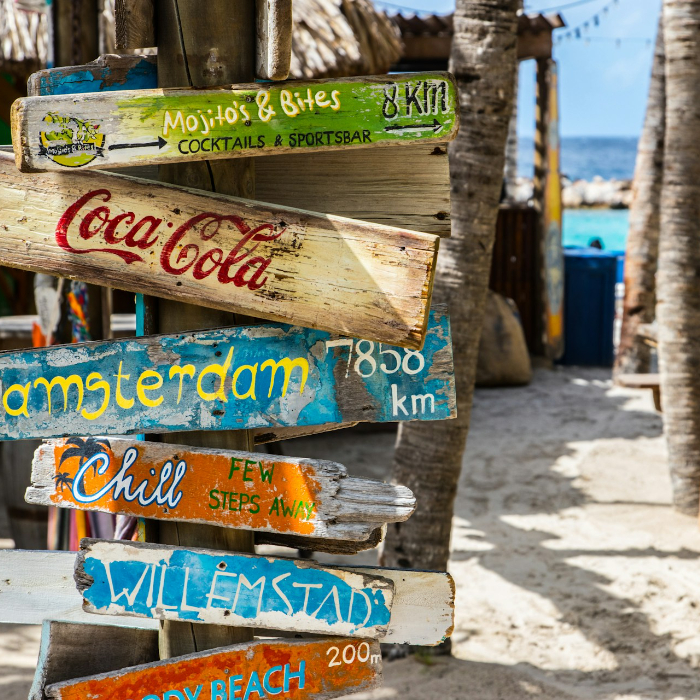 Mojito's & Bites
8 KM
COCKTAILS & SPORTSBAR
Coca-Cola
amsterdam
7858
km
Chill
FEW
STEPS AWAY
WILLEMSTAD
200m
BEACH